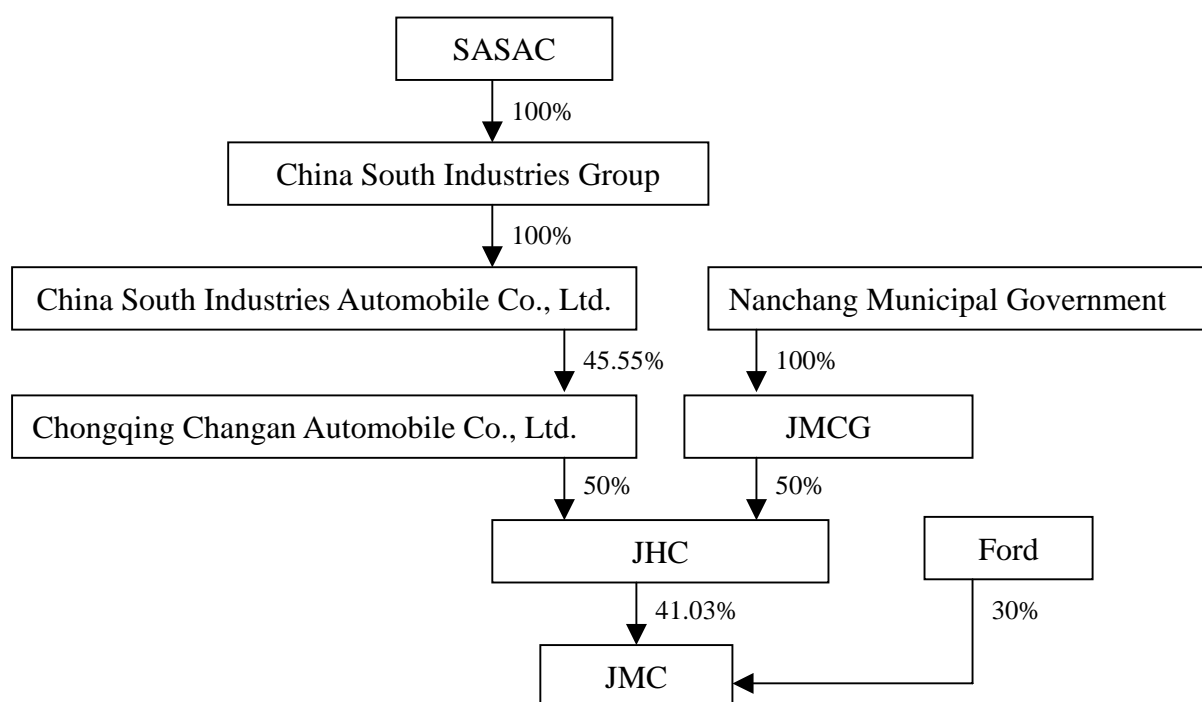 SASAC
100%
China South Industries Group
100%
China South Industries Automobile Co., Ltd.
Nanchang Municipal Government
45.55%
100%
Chongqing Changan Automobile Co., Ltd.
JMCG
50%
50%
JHC
Ford
41.03%
30%
JMC